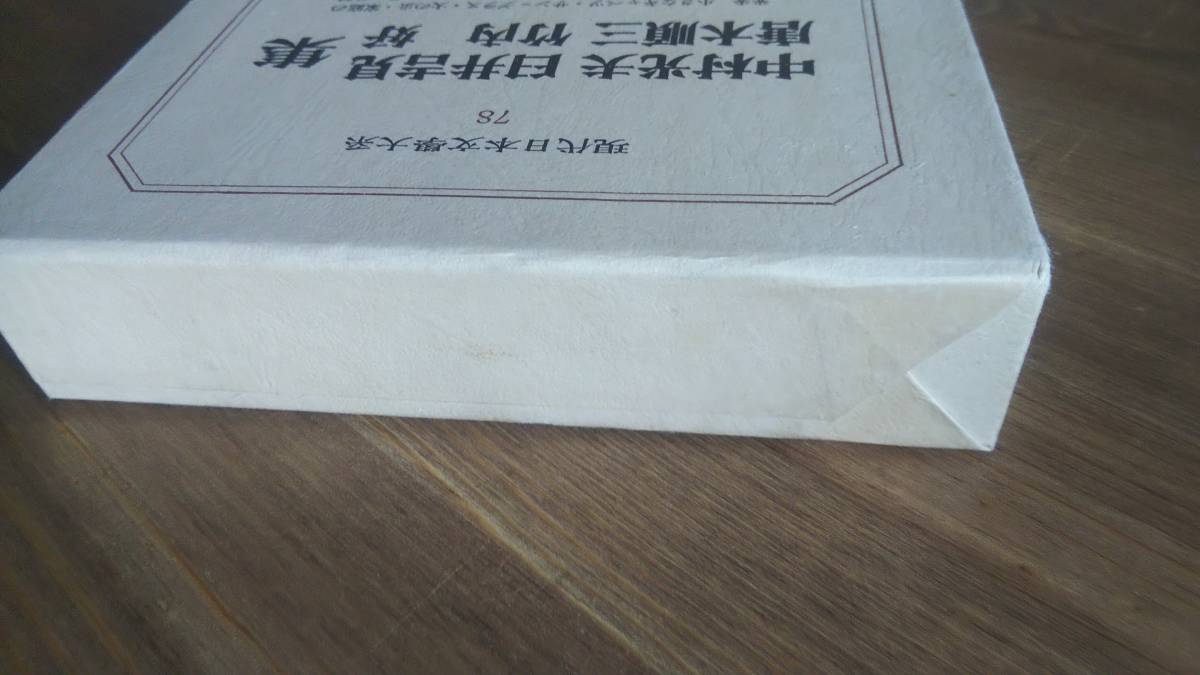 現代日本文學大系
78
中村光夫 臼井吉見
唐木順三 竹内 好 集